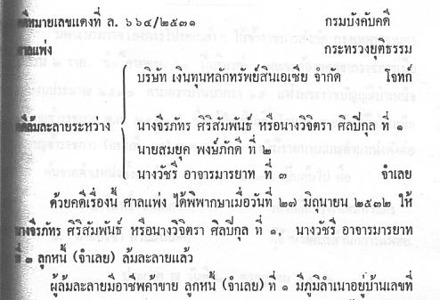 คดีหมายเลขแดงที่ ล. ๖๖๔/๒๕๓๑ กรมบังคับคดี
ศาลแพ่ง กระทรวงยุติธรรม
บริษัท เงินทุนหลักทรัพย์สินเอเซีย จำกัด โจทก์
คดีล้มละลายระหว่าง
นางจีรภัทร ศิริสัมพันธ์ หรือนางวิจิตรา ศิลปีกุล ที่ ๑
นายสมยุค พงษ์ภักดี ที่ ๒
นางวัชรี อาจารมารยาท ที่ ๓ จำเลย
ด้วยคดีเรื่องนี้ ศาลแพ่ง ได้พิพากษาเมื่อวันที่ ๒๗ มิถุนายน ๒๕๓๒ ให้
นางจีรภัทร ศิริสัมพันธ์ หรือนางวิจิตรา ศิลปีกุล ที่ ๑, นางวัชรี อาจารมารยาท
ที่ ๓ ลูกหนี้ (จำเลย) ล้มละลายแล้ว
ผู้ล้มละลายมีอาชีพค้าขาย ลูกหนี้ (จำเลย) ที่ ๑ มีภูมิลำเนาอยู่บ้านเลขที่